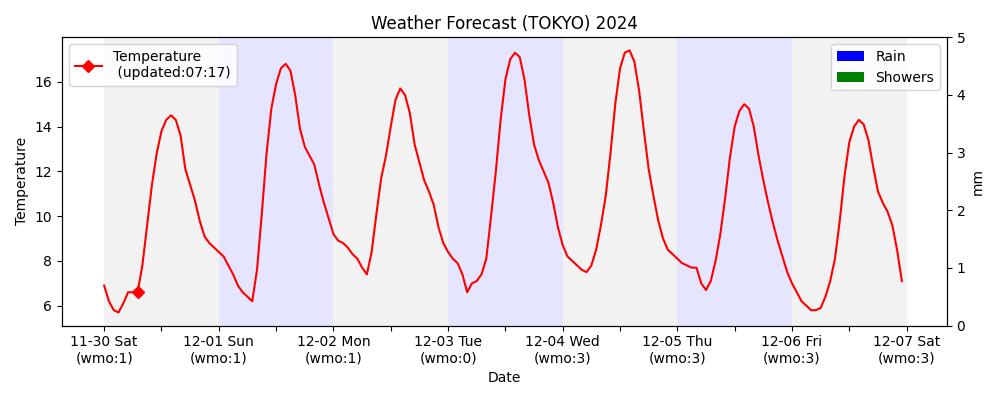 Weather Forecast (TOKYO) 2024
Temperature
(updated:07:17)
Rain
Showers
Temperature
16
14
12
10
8
6
5
4
3
2
1
0
mm
11-30 Sat
(wmo:1)
12-01 Sun
(wmo:1)
12-02 Mon
(wmo:1)
12-03 Tue
(wmo:0)
12-04 Wed
(wmo:3)
12-05 Thu
(wmo:3)
12-06 Fri
(wmo:3)
12-07 Sat
(wmo:3)
Date